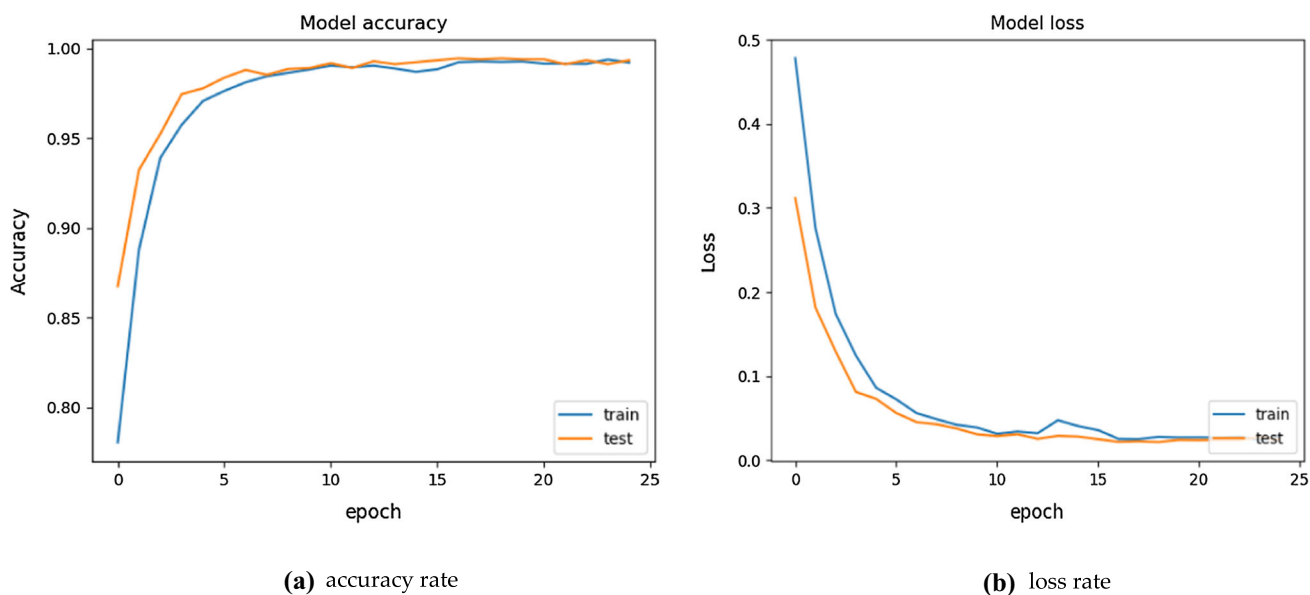 Model accuracy
1.00
0.95
0.90
0.85
0.80
Accuracy
train
test
0 5 10 15 20 25
epoch
(a) accuracy rate
Model loss
0.5
0.4
0.3
0.2
0.1
0.0
Loss
train
test
0 5 10 15 20 25
epoch
(b) loss rate